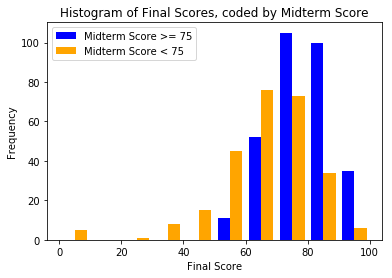 Histogram of Final Scores, coded by Midterm Score
Midterm Score >= 75
Midterm Score < 75
Frequency
100
80
60
40
20
0
0 20 40 60 80 100
Final Score